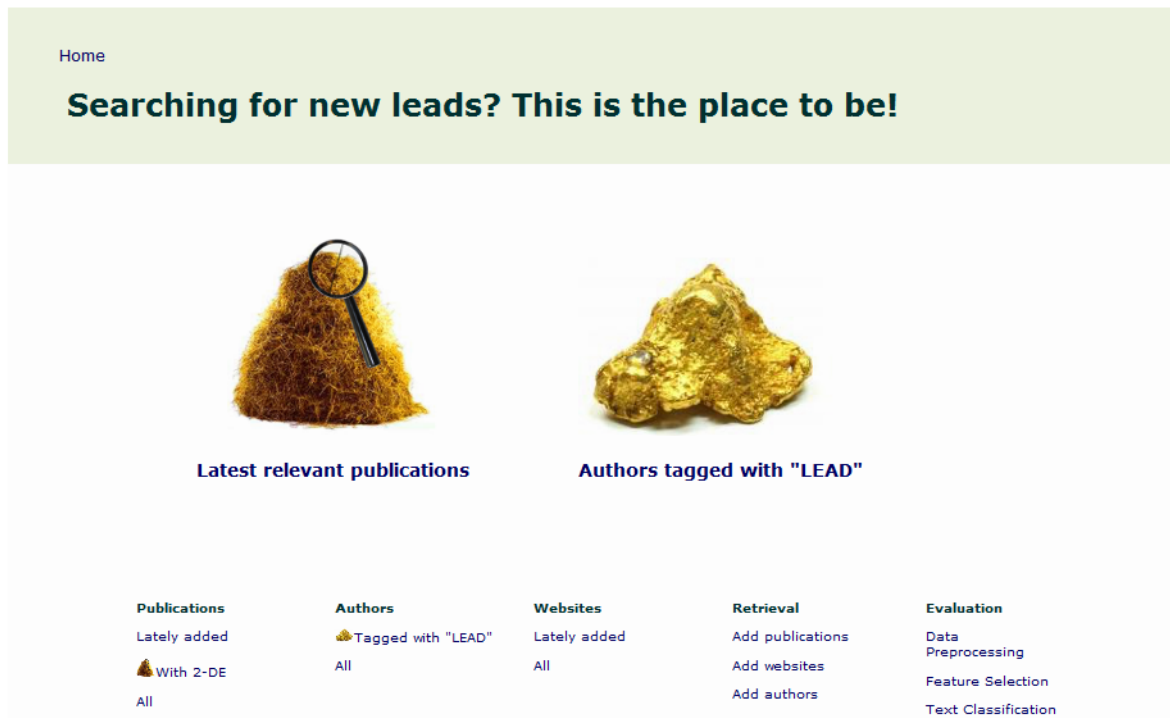 Home
Searching for new leads? This is the place to be!
Latest relevant publications
Authors tagged with "LEAD"
Publications
Lately added
With 2-DE
All
Authors
Tagged with "LEAD"
All
Websites
Lately added
All
Retrieval
Add publications
Add websites
Add authors
Evaluation
Data
Preprocessing
Feature Selection
Text Classification